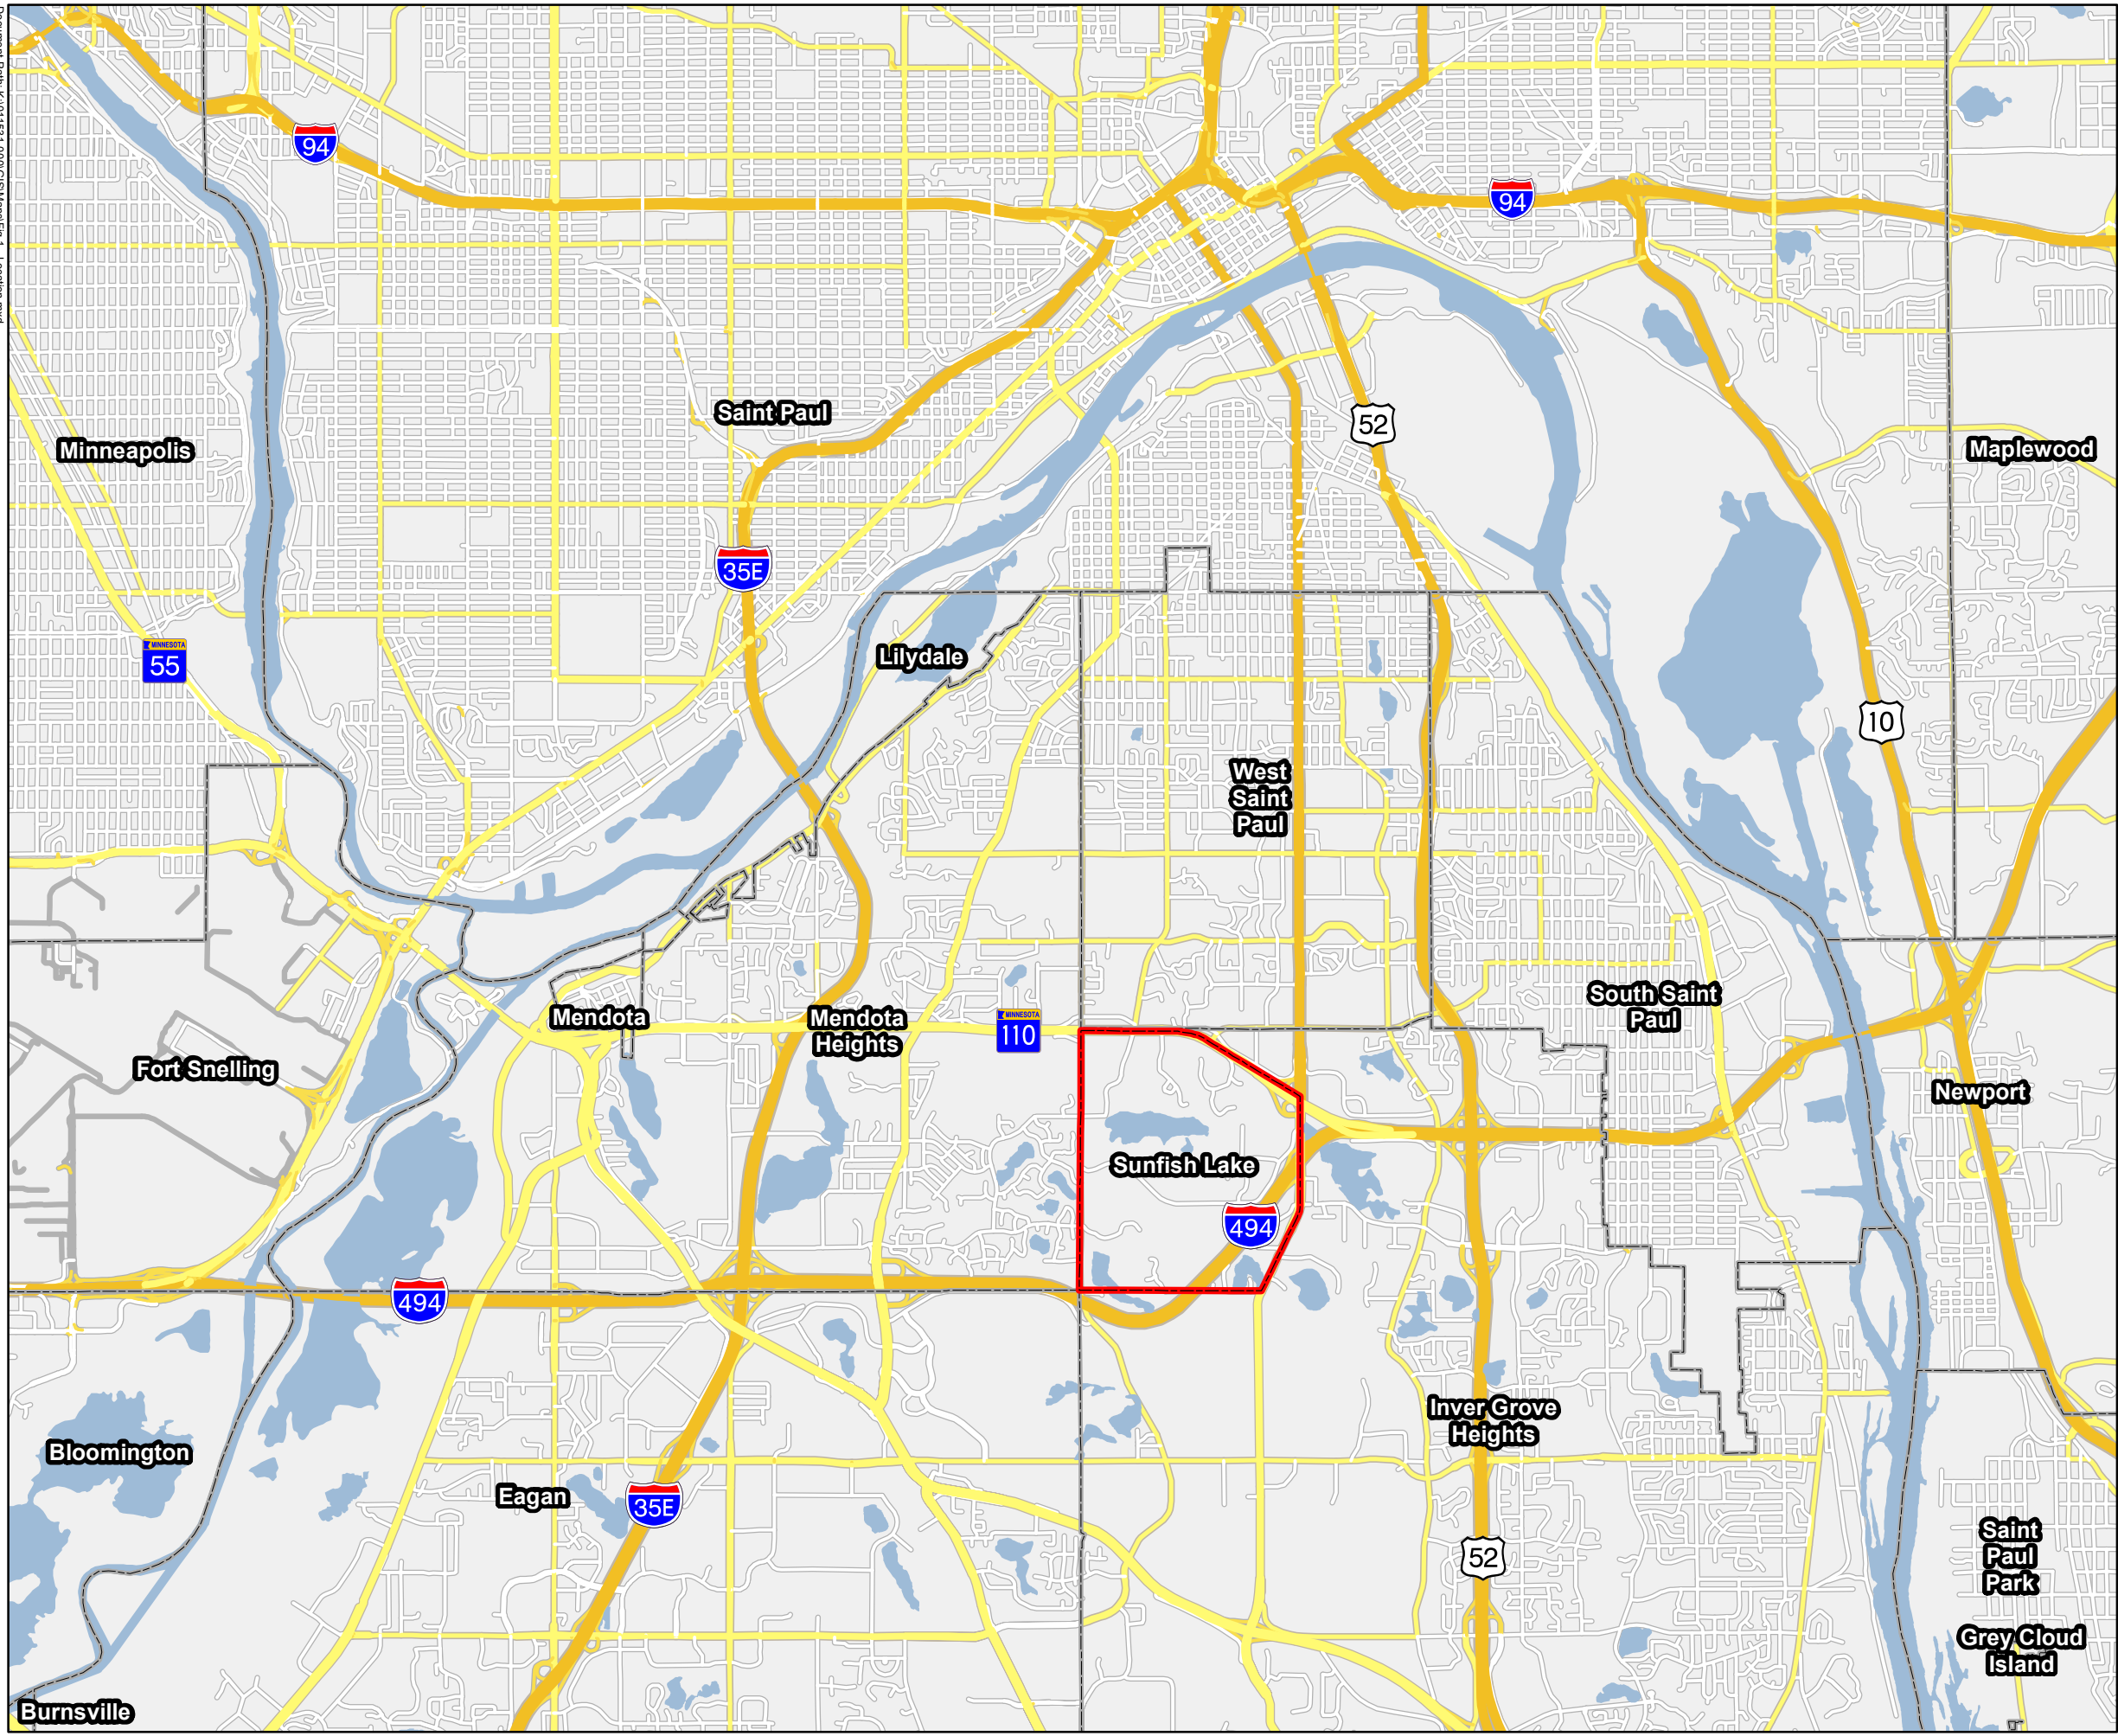 94
94
Saint Paul
52
Minneapolis
Maplewood
35E
MINNESOTA
55
Lilydale
10
West
Saint
Paul
South Saint
Paul
Mendota
Mendota
Heights
MINNESOTA
110
Fort Snelling
Newport
Sunfish Lake
494
494
Inver Grove
Heights
Bloomington
Eagan
35E
Saint
Paul
Park
52
Grey Cloud
Island
Burnsville